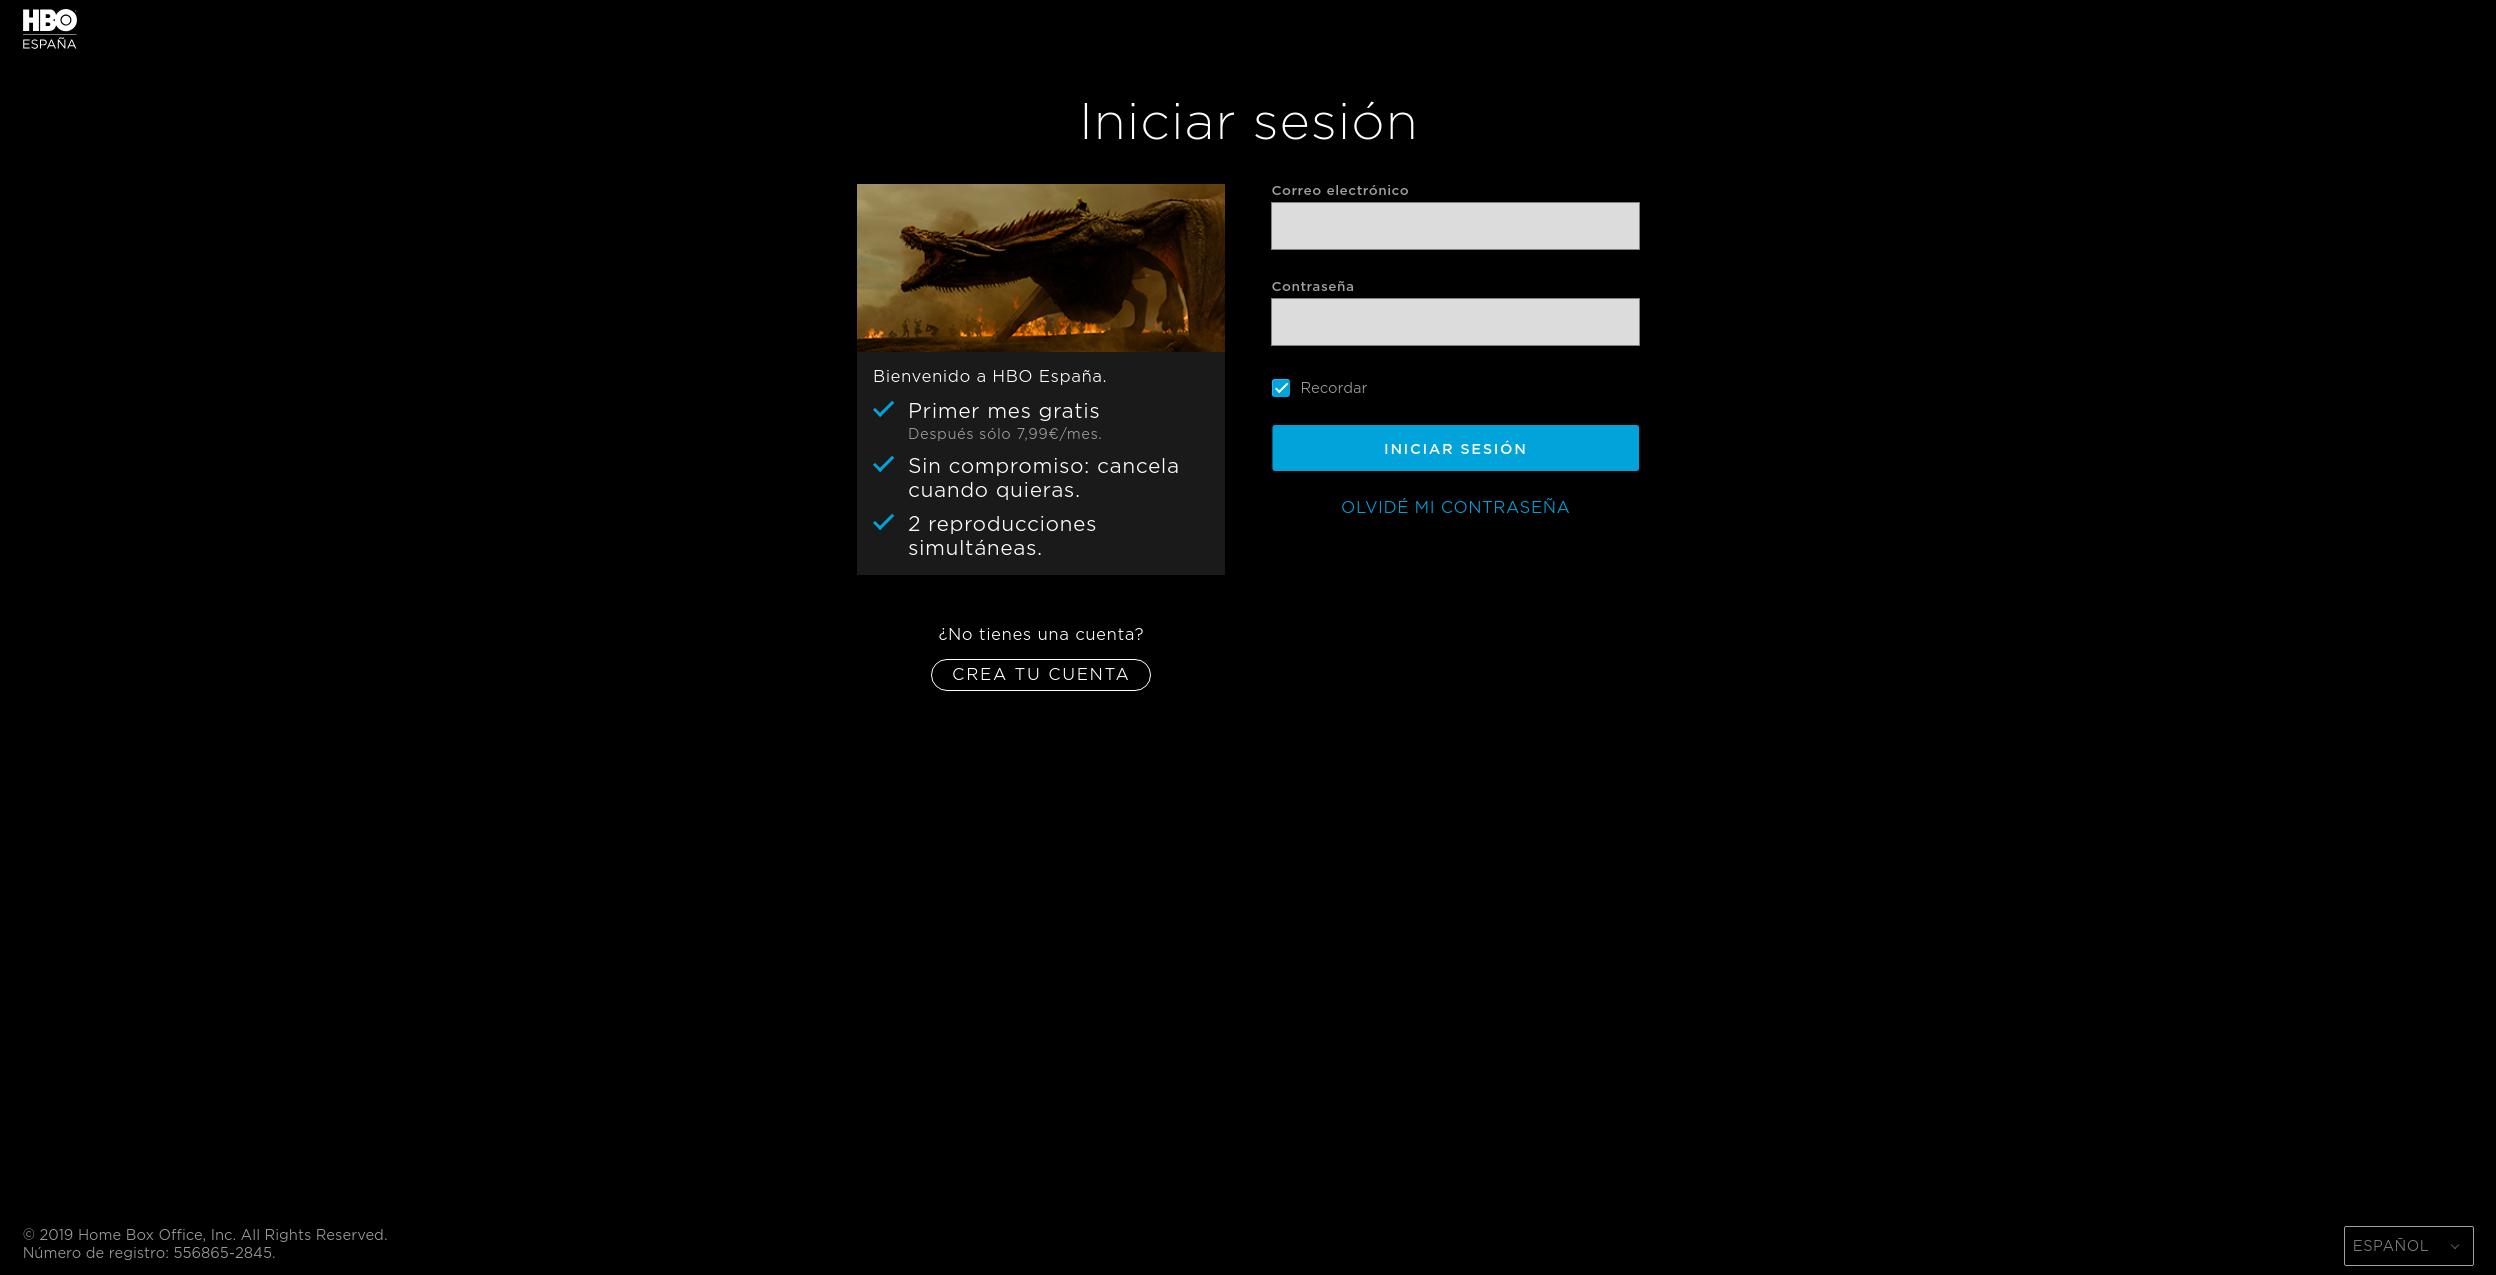 HBO
ESPAÑA
Iniciar sesión
Bienvenido a HBO España.
Primer mes gratis
Después sólo 7,99€/mes.
Sin compromiso: cancela
cuando quieras.
2 reproducciones
simultáneas.
¿No tienes una cuenta?
CREA TU CUENTA
Correo electrónico
Contraseña
Recordar
INICIAR SESIÓN
OLVIDÉ MI CONTRASEÑA
© 2019 Home Box Office, Inc. All Rights Reserved.
Número de registro: 556865-2845.
ESPAÑOL